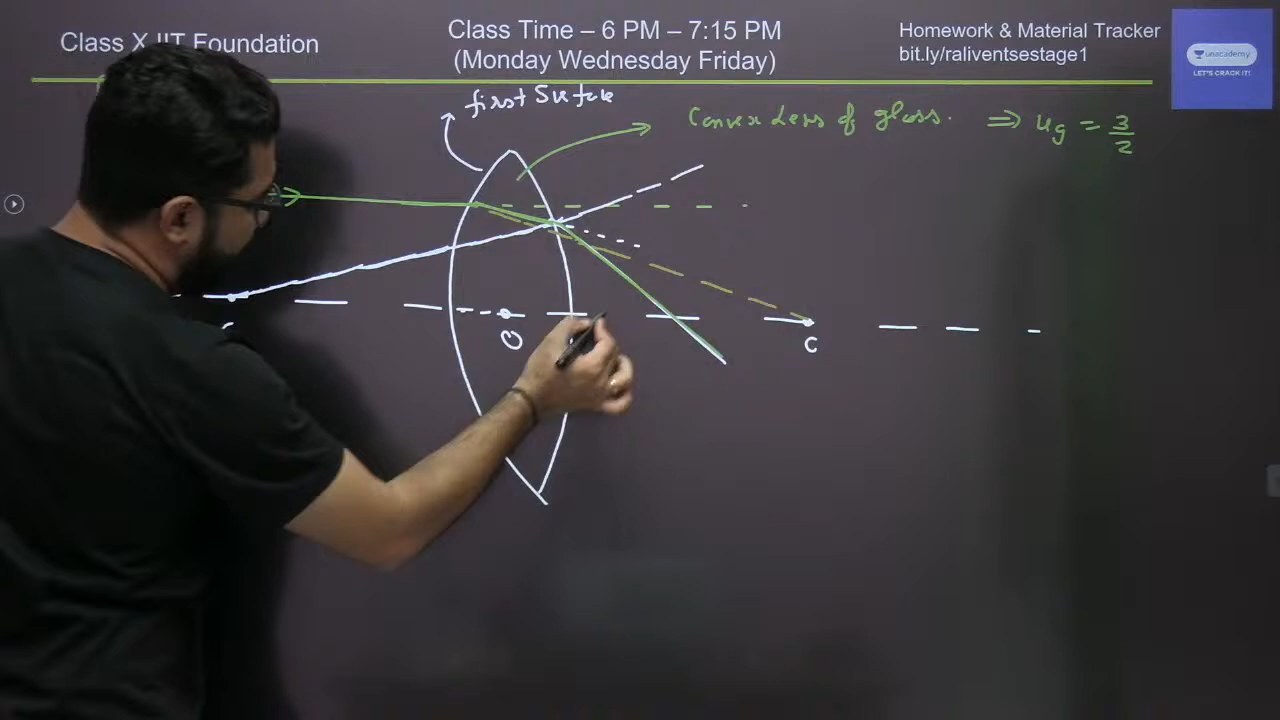 Class X IIT Foundation
Class Time – 6 PM – 7:15 PM
(Monday Wednesday Friday)
Homework & Material Tracker
bit.ly/raliventsestage1
unacademy
LET'S CRACK IT!
first Surface
Convex Lens of glass. ⇒ μg = 3/2
O
C